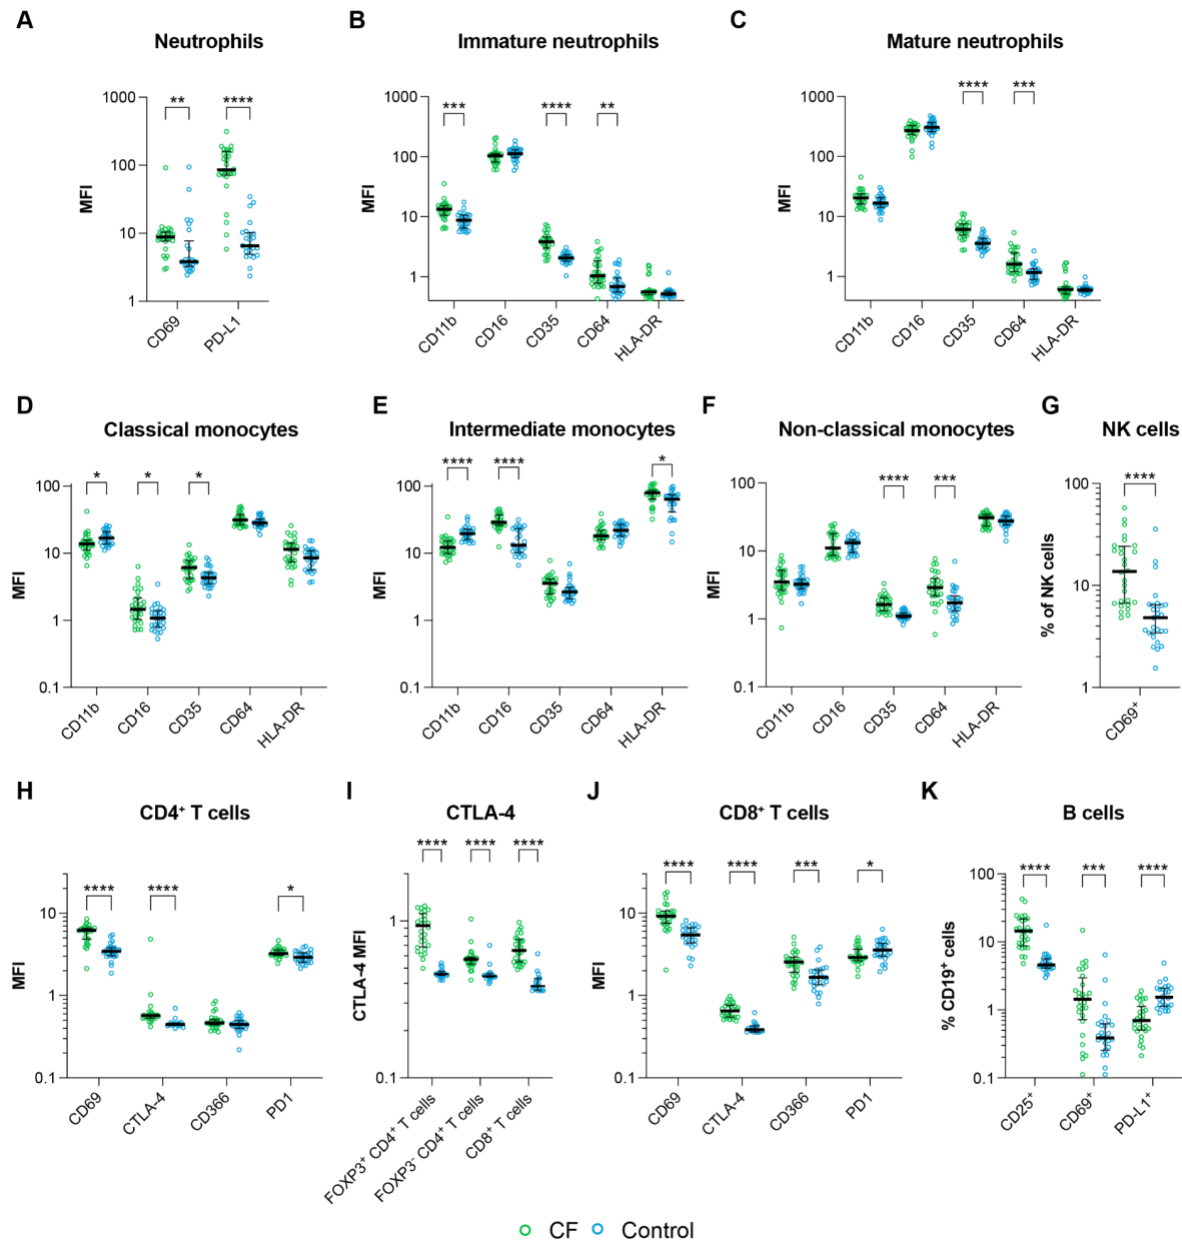 A
Neutrophils
MFI
1000
100
10
1
** ****
CD69
PD-L1
B
Immature neutrophils
MFI
1000
100
10
1
*** **** **
CD11b
CD16
CD35
CD64
HLA-DR
C
Mature neutrophils
MFI
1000
100
10
1
**** ***
CD11b
CD16
CD35
CD64
HLA-DR
D
Classical monocytes
MFI
100
10
1
0.1
* * *
CD11b
CD16
CD35
CD64
HLA-DR
E
Intermediate monocytes
MFI
100
10
1
0.1
**** **** *
CD11b
CD16
CD35
CD64
HLA-DR
F
Non-classical monocytes
MFI
100
10
1
0.1
**** ***
CD11b
CD16
CD35
CD64
HLA-DR
G
NK cells
% of NK cells
100
10
1
****
CD69⁺
H
CD4⁺ T cells
MFI
10
1
0.1
**** **** *
CD69
CTLA-4
CD366
PD1
I
CTLA-4
CTLA-4 MFI
1
0.1
**** **** ****
FOXP3⁺ CD4⁺ T cells
FOXP3⁻ CD4⁺ T cells
CD8⁺ T cells
J
CD8⁺ T cells
MFI
10
1
0.1
**** **** *** *
CD69
CTLA-4
CD366
PD1
K
B cells
% CD19⁺ cells
100
10
1
0.1
**** *** ****
CD25⁺
CD69⁺
PD-L1⁺
CF Control